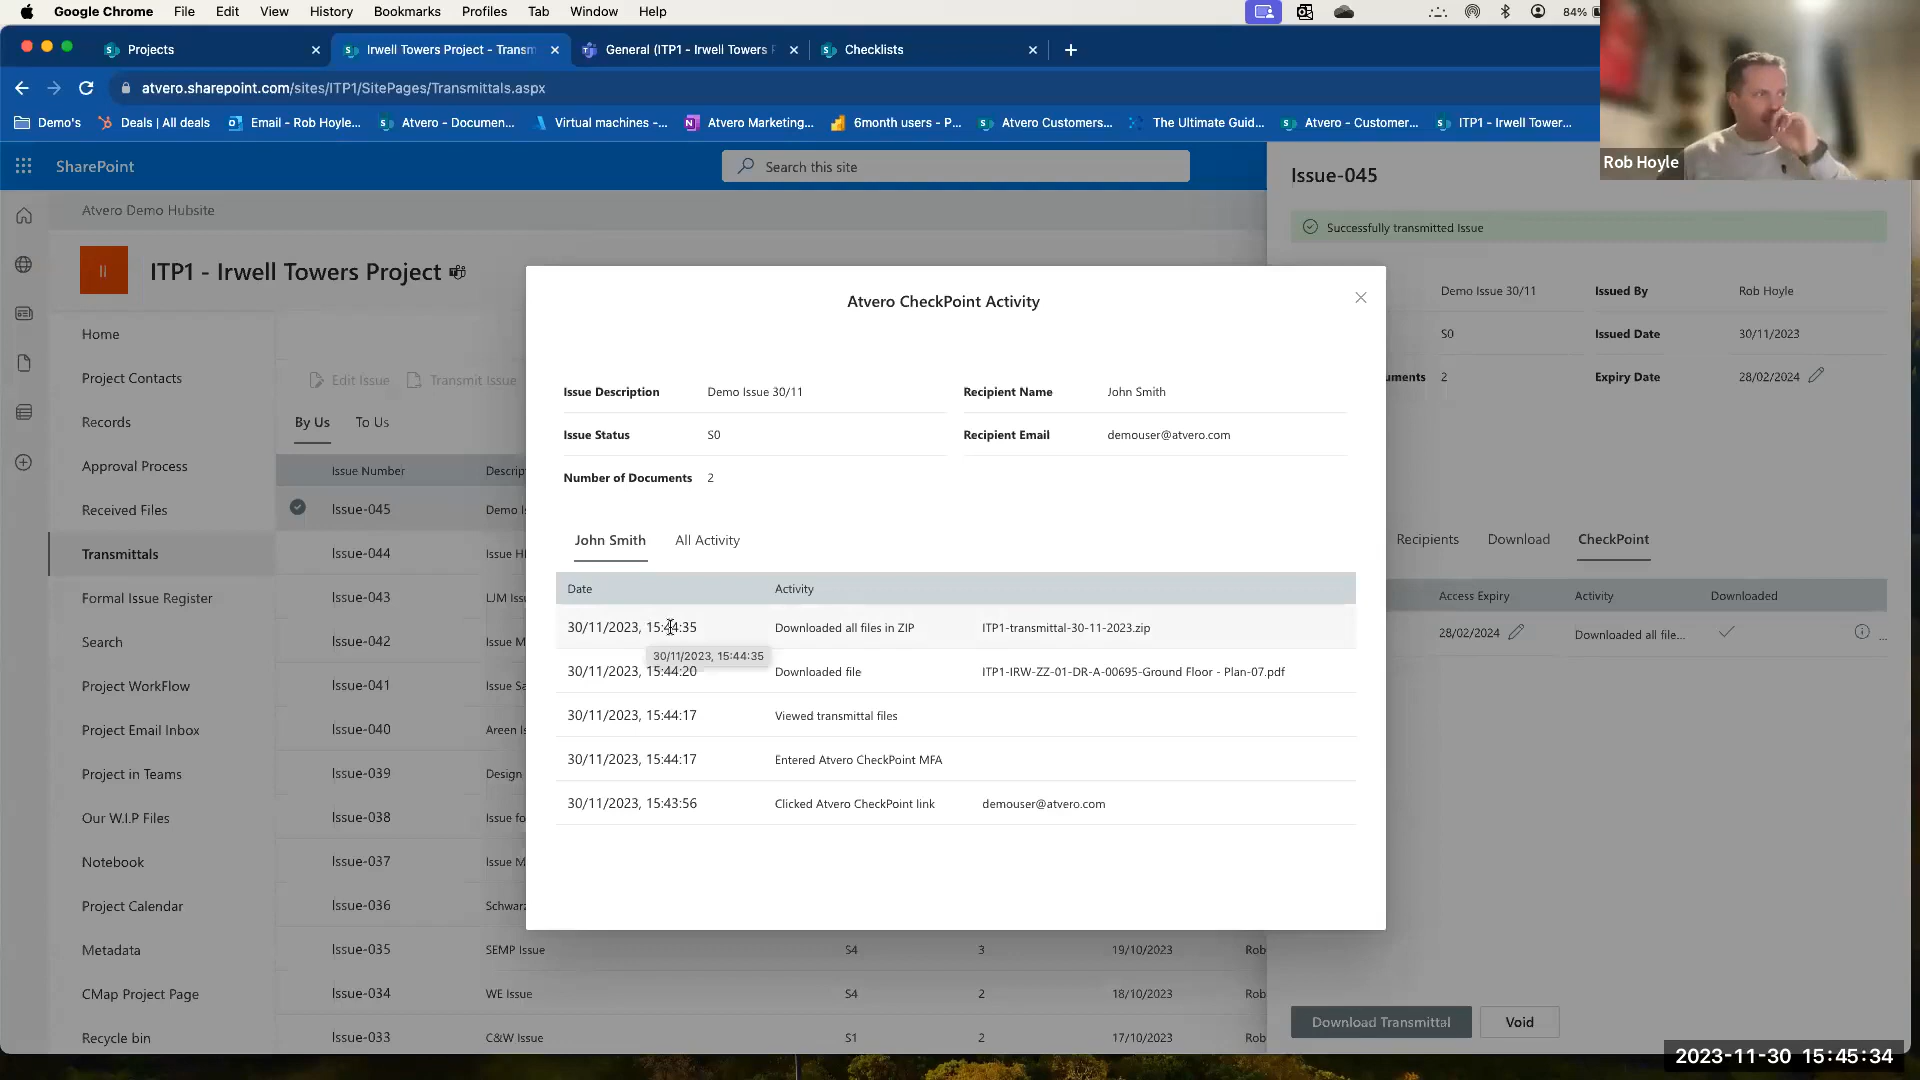 Google Chrome File Edit View History Bookmarks Profiles Tab Window Help 84%
Projects
Irwell Towers Project - Transm
General (ITP1 - Irwell Towers
Checklists
atvero.sharepoint.com/sites/ITP1/SitePages/Transmittals.aspx
Demo's
Deals | All deals
Email - Rob Hoyle...
Atvero - Documen...
Virtual machines -...
Atvero Marketing...
6month users - P...
Atvero Customers...
The Ultimate Guid...
Atvero - Customer...
ITP1 - Irwell Tower...
Rob Hoyle
SharePoint
Search this site
Atvero Demo Hubsite
II
ITP1 - Irwell Towers Project
Home
Project Contacts
Records
Approval Process
Received Files
Transmittals
Formal Issue Register
Search
Project WorkFlow
Project Email Inbox
Project in Teams
Our W.I.P Files
Notebook
Project Calendar
Metadata
CMap Project Page
Recycle bin
Edit Issue
Transmit Issue
By Us
To Us
Issue Number Descrip
Issue-045 Demo I
Issue-044 Issue H
Issue-043 IJM Iss
Issue-042 Issue M
Issue-041 Issue Sa
Issue-040 Areen I
Issue-039 Design
Issue-038 Issue fo
Issue-037 Issue M
Issue-036 Schwar
Issue-035 SEMP Issue S4 3 19/10/2023 Rob
Issue-034 WE Issue S4 2 18/10/2023 Rob
Issue-033 C&W Issue S1 2 17/10/2023 Rob
Atvero CheckPoint Activity
Issue Description Demo Issue 30/11 Recipient Name John Smith
Issue Status S0 Recipient Email demouser@atvero.com
Number of Documents 2
John Smith
All Activity
Date Activity
30/11/2023, 15:44:35 Downloaded all files in ZIP ITP1-transmittal-30-11-2023.zip
30/11/2023, 15:44:35
30/11/2023, 15:44:20 Downloaded file ITP1-IRW-ZZ-01-DR-A-00695-Ground Floor - Plan-07.pdf
30/11/2023, 15:44:17 Viewed transmittal files
30/11/2023, 15:44:17 Entered Atvero CheckPoint MFA
30/11/2023, 15:43:56 Clicked Atvero CheckPoint link demouser@atvero.com
Issue-045
Successfully transmitted Issue
Demo Issue 30/11 Issued By Rob Hoyle
S0 Issued Date 30/11/2023
uments 2 Expiry Date 28/02/2024
Recipients
Download
CheckPoint
Access Expiry Activity Downloaded
28/02/2024 Downloaded all file... ...
Download Transmittal
Void
2023-11-30 15:45:34